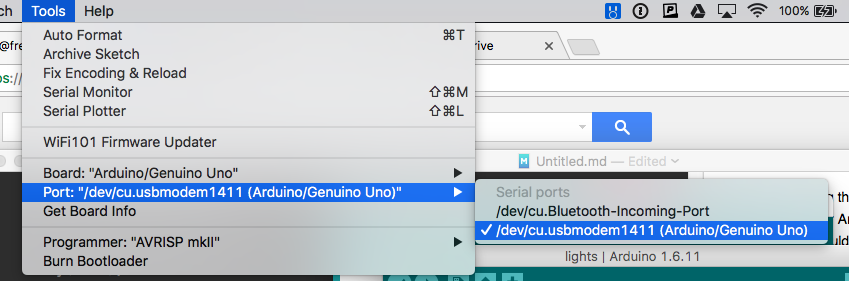 ch Tools Help 100%
@fre
rive
ps://
Auto Format ⌘T
Archive Sketch
Fix Encoding & Reload
Serial Monitor ⇧⌘M
Serial Plotter ⇧⌘L
WiFi101 Firmware Updater
Board: "Arduino/Genuino Uno"
Port: "/dev/cu.usbmodem1411 (Arduino/Genuino Uno)"
Get Board Info
Programmer: "AVRISP mkII"
Burn Bootloader
Untitled.md — Edited
Serial ports
/dev/cu.Bluetooth-Incoming-Port
/dev/cu.usbmodem1411 (Arduino/Genuino Uno)
lights | Arduino 1.6.11